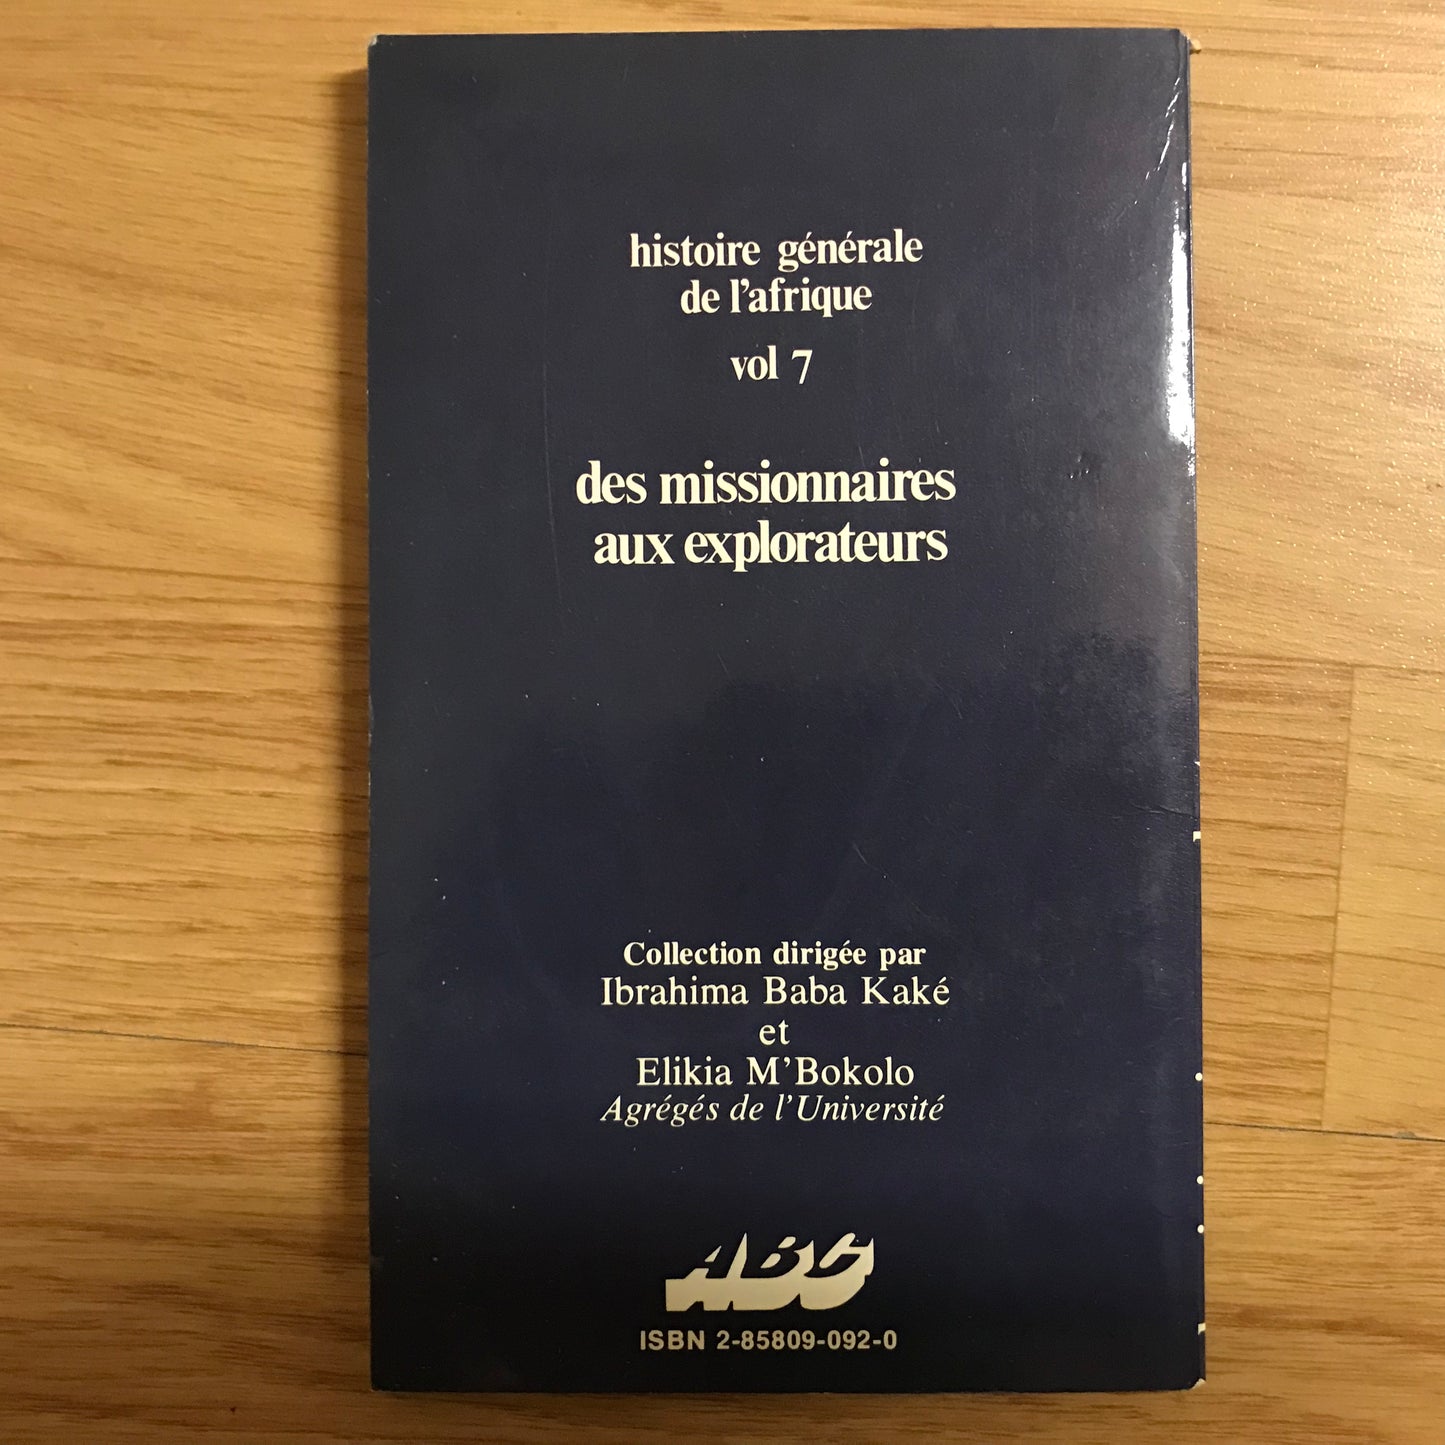 histoire générale
de l'afrique
vol 7
des missionnaires
aux explorateurs
Collection dirigée par
Ibrahima Baba Kaké
et
Elikia M'Bokolo
Agrégés de l'Université
ABC
ISBN 2-85809-092-0